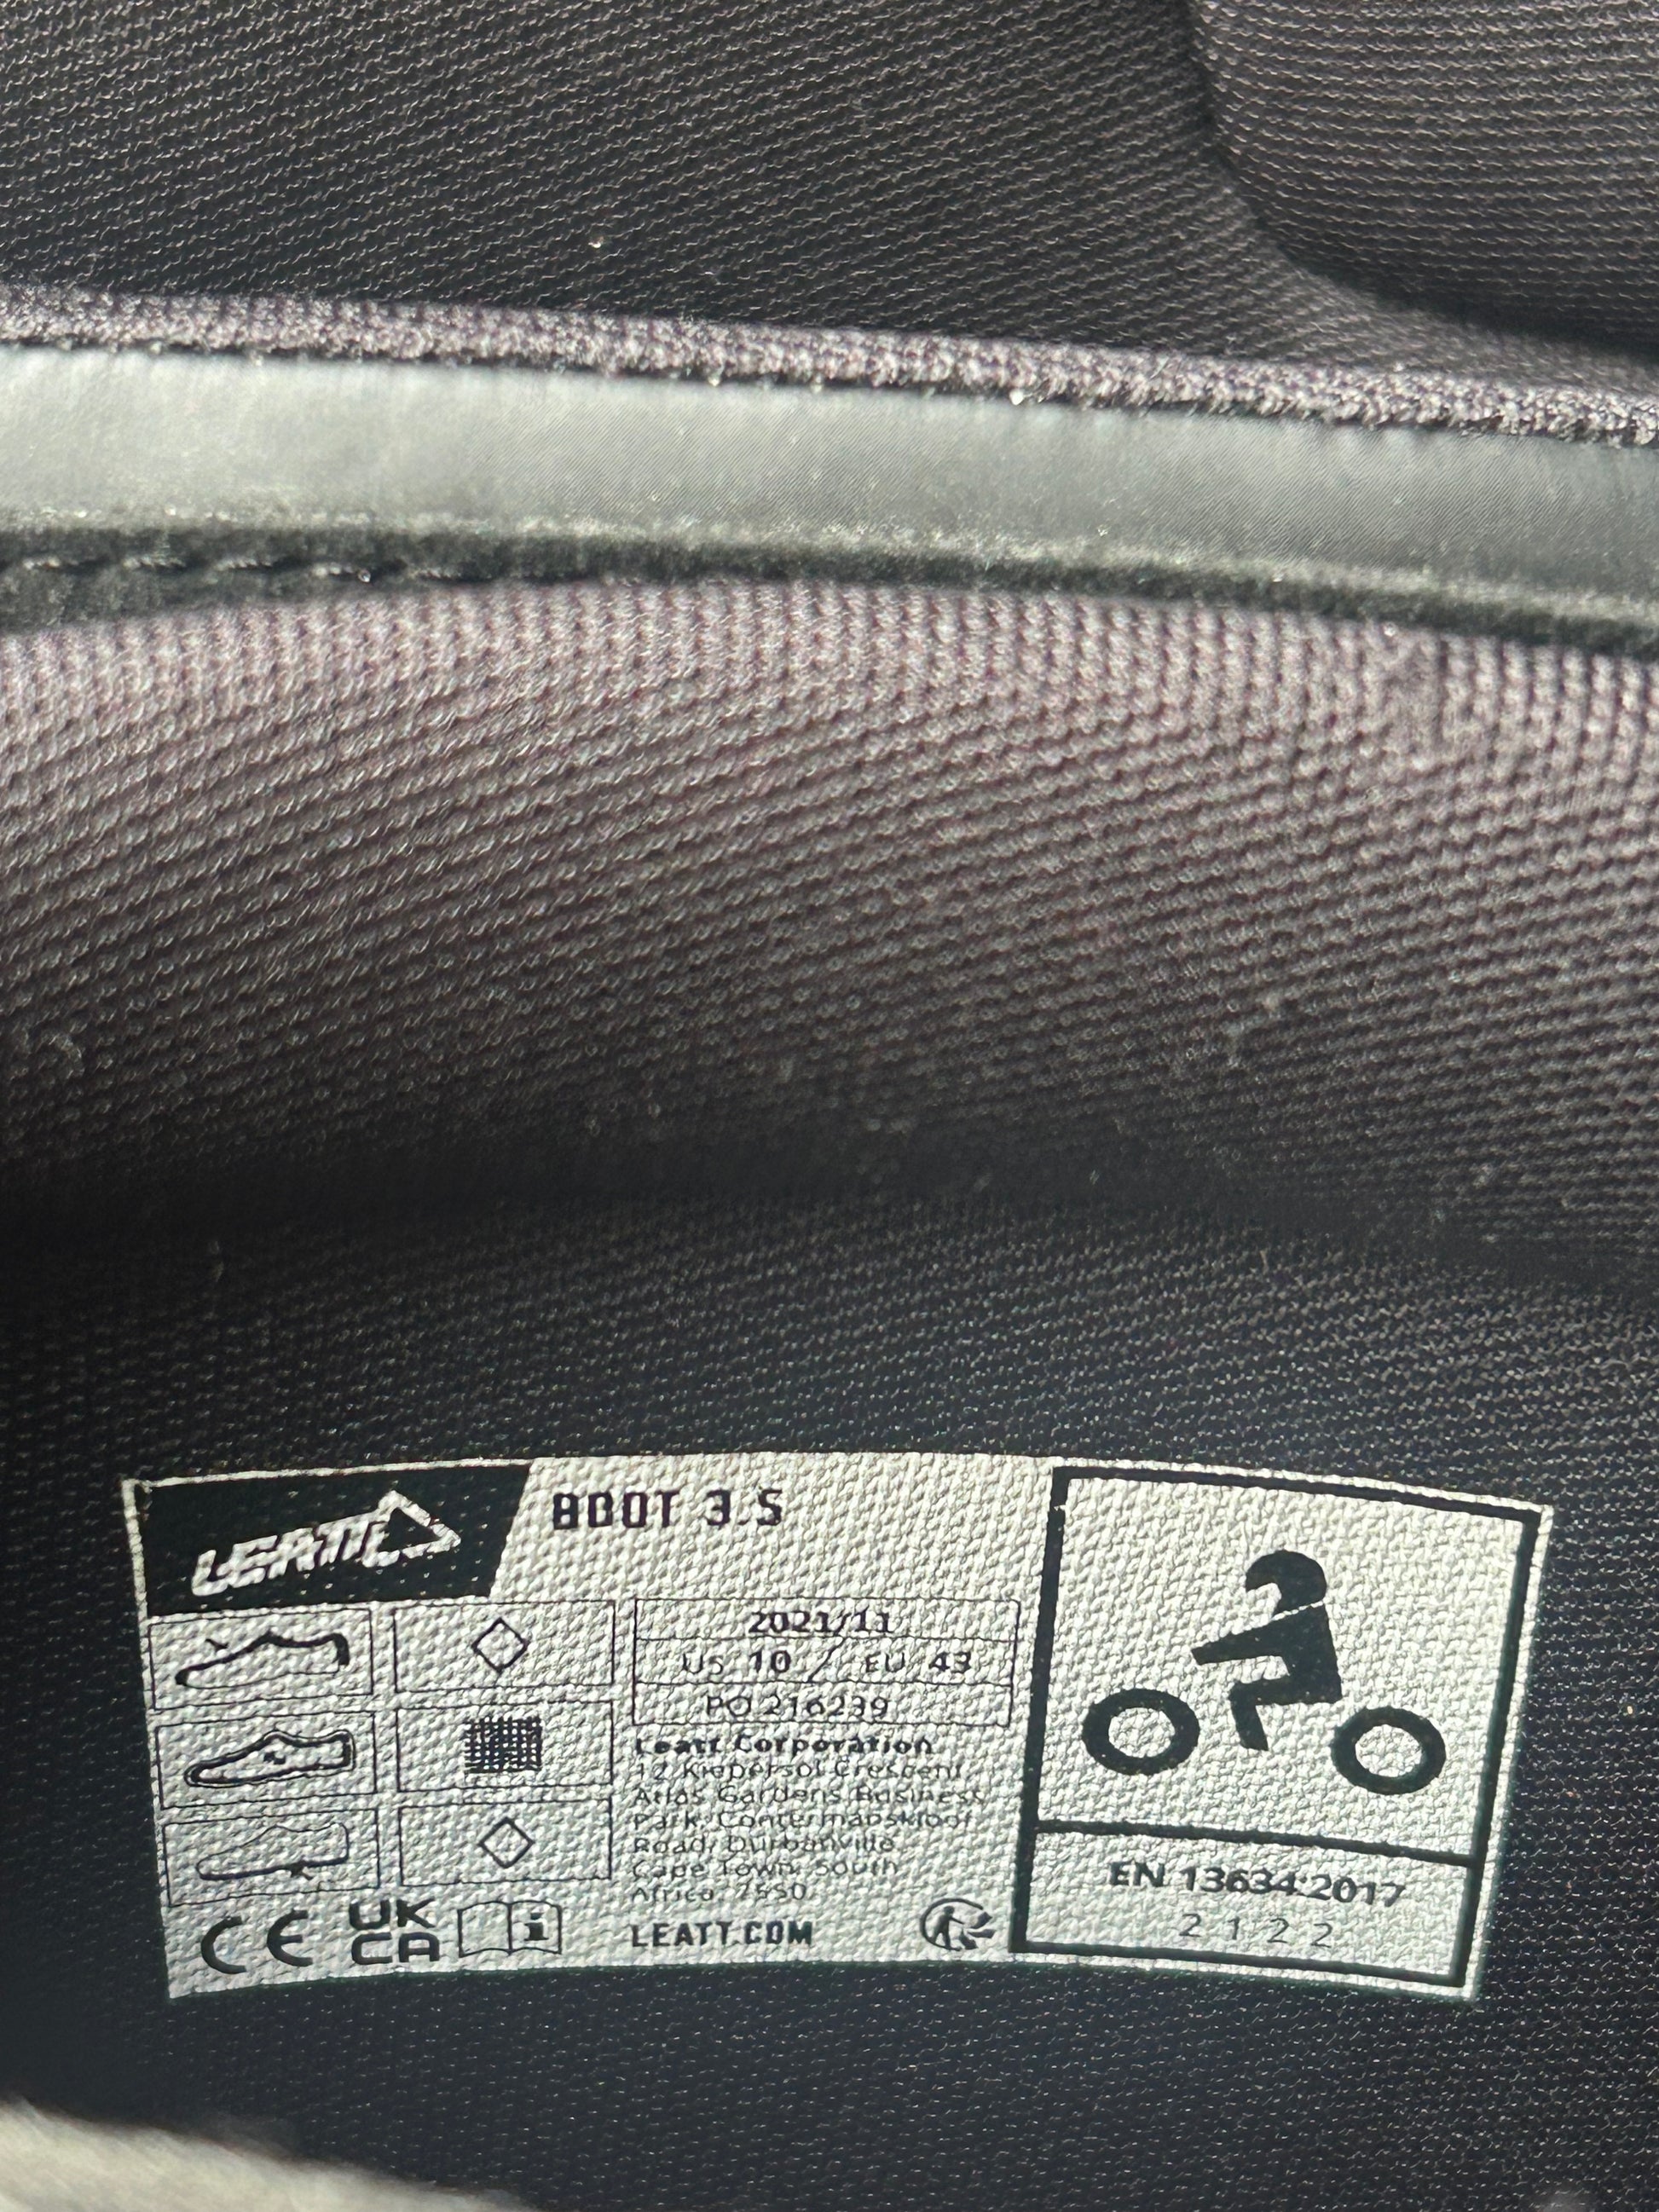 LEATT
BOOT 3.5
2021/11
US 10 / EU 43
PO 216239
Leatt Corporation
12 Kiepersol Crescent,
Atlas Gardens Business
Park, Contermanskloof
Road, Durbanville,
Cape Town, South
Africa, 7550
CE UK
CA
i
LEATT.COM
EN 13634:2017
2 1 2 2